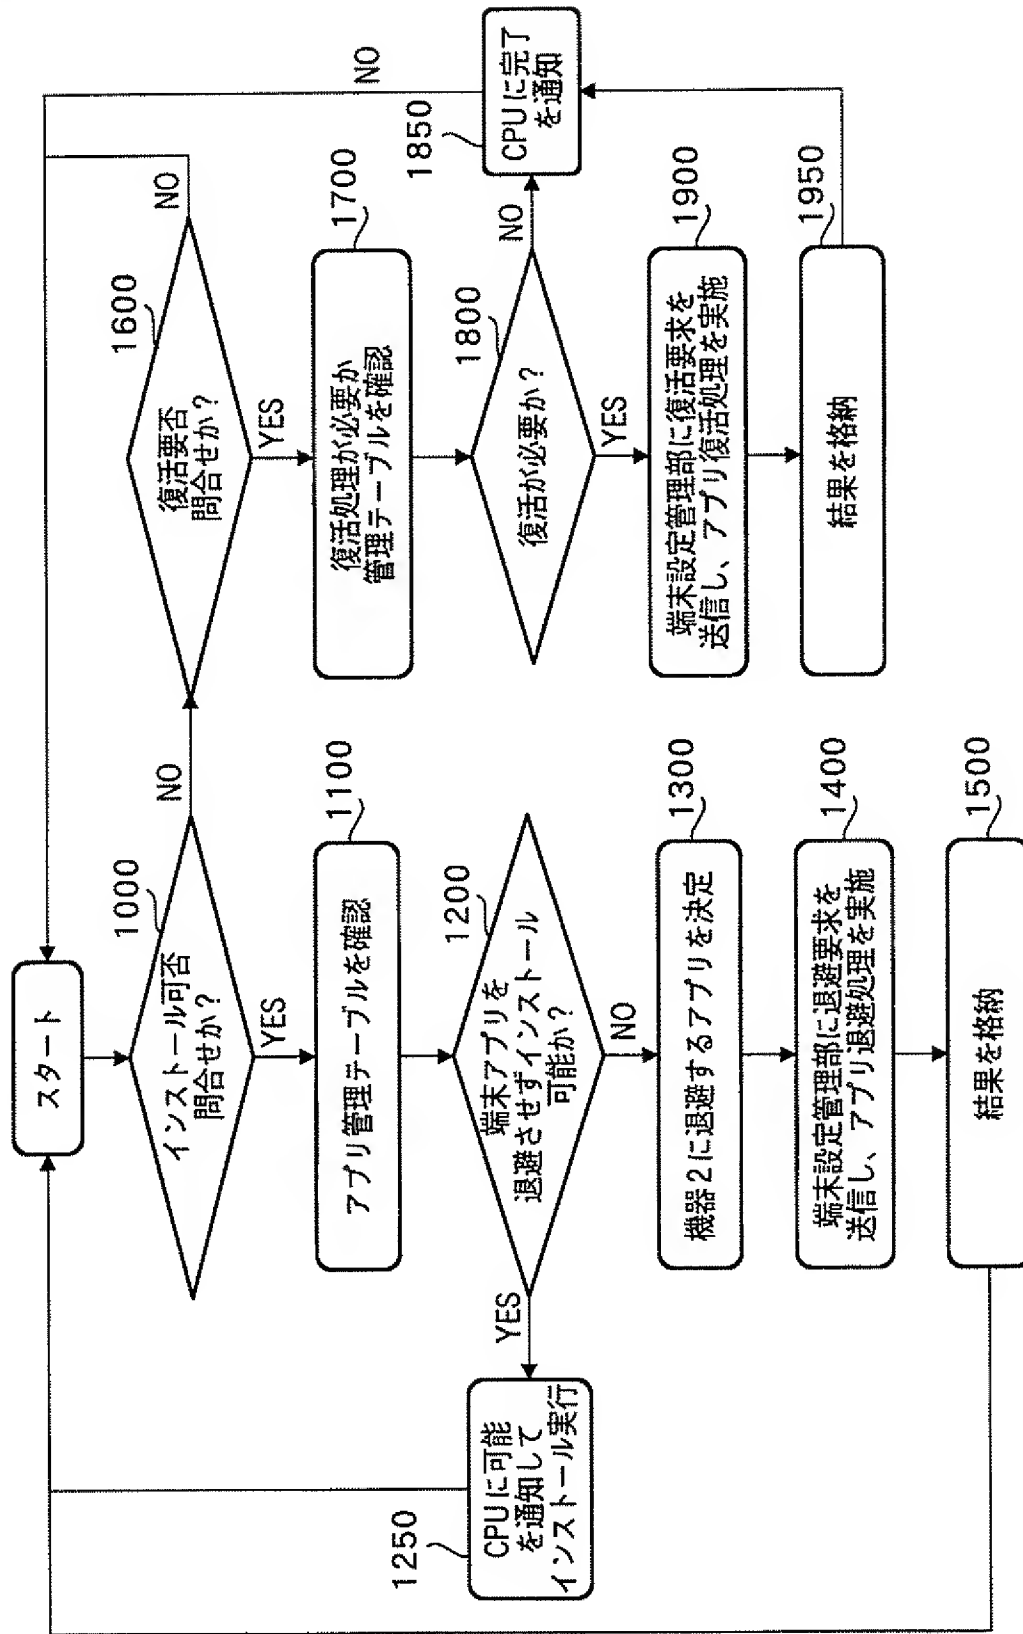 スタート
1000
インストール可否
問合せか？
YES
NO
1100
アプリ管理テーブルを確認
1200
端末アプリを
退避させずインストール
可能か？
YES
NO
1250
CPUに可能
を通知して
インストール実行
1300
機器2に退避するアプリを決定
1400
端末設定管理部に退避要求を
送信し、アプリ退避処理を実施
1500
結果を格納
1600
復活要否
問合せか？
YES
NO
1700
復活処理が必要か
管理テーブルを確認
1800
復活が必要か？
YES
NO
1850
CPUに完了
を通知
NO
1900
端末設定管理部に復活要求を
送信し、アプリ復活処理を実施
1950
結果を格納